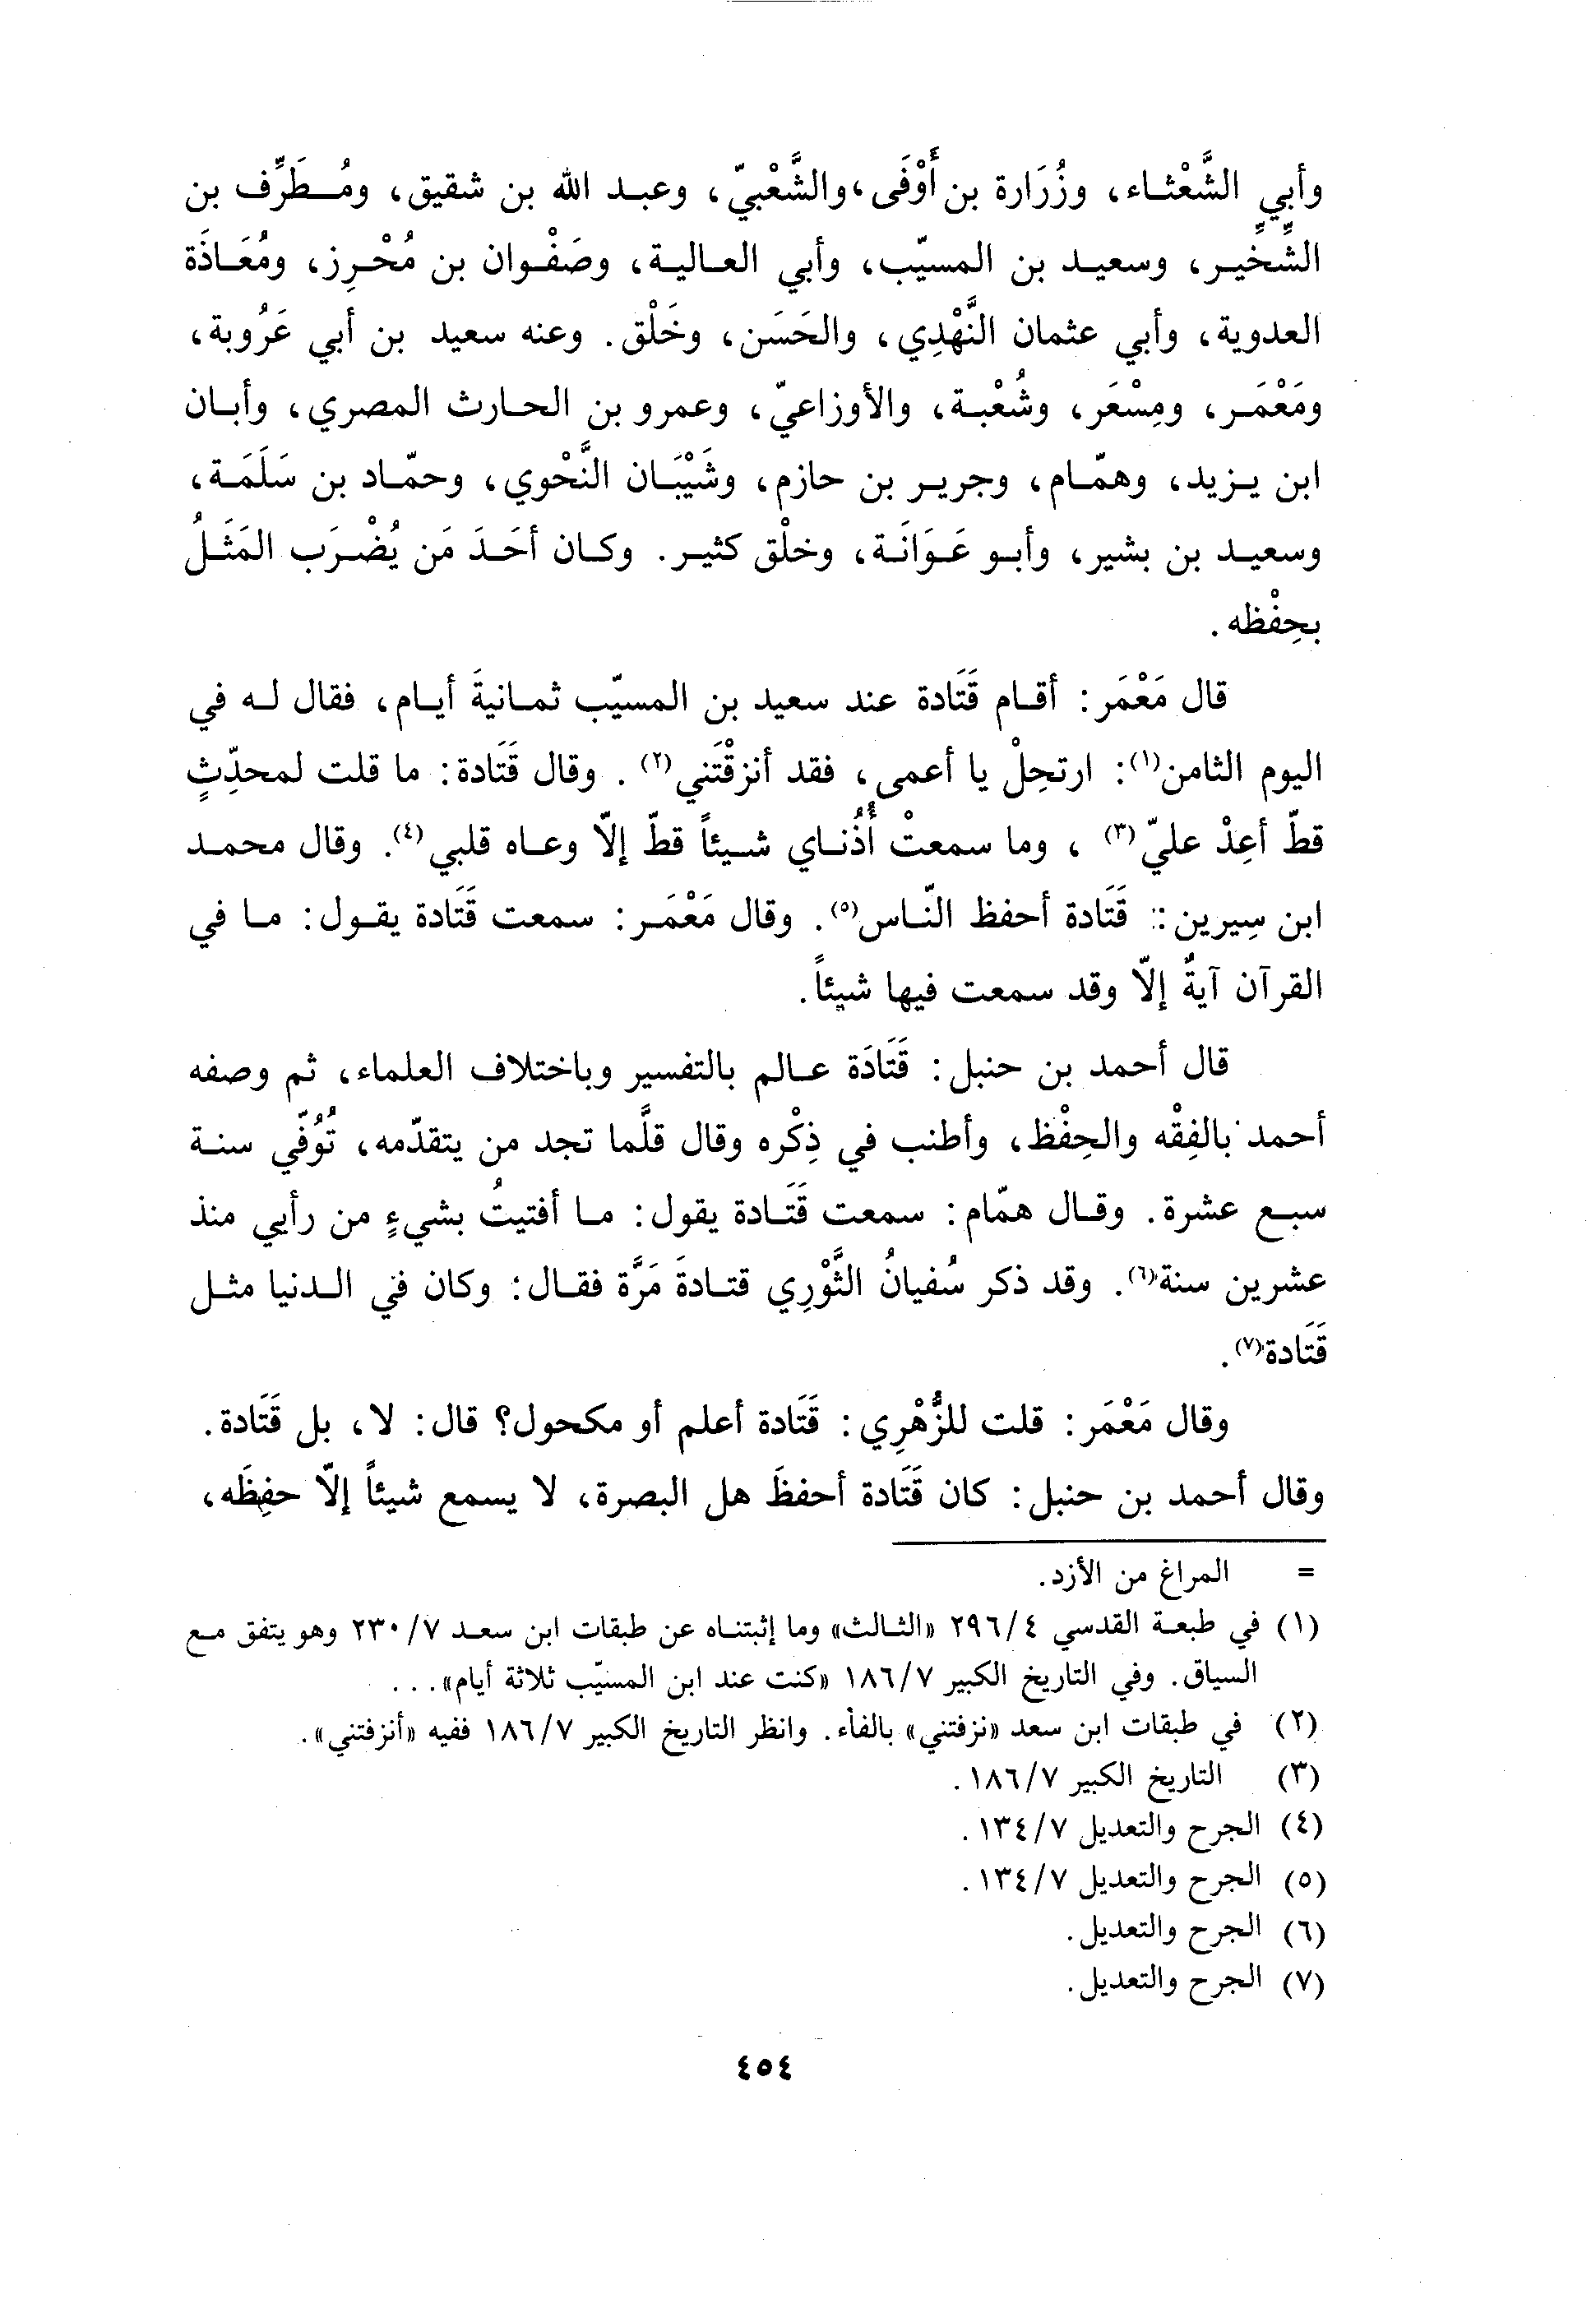 وأبي الشَّعْثاء، وزُرَارة بن أَوْفَى، والشَّعْبيّ، وعبد الله بن شقيق، ومُطَرِّف بن
الشِّخِّير، وسعيد بن المسيّب، وأبي العالية، وصَفْوان بن مُحْرِز، ومُعَاذَة
العدوية، وأبي عثمان النَّهْدِي، والحَسَن، وخَلْق. وعنه سعيد بن أبي عَرُوبة،
ومَعْمَر، ومِسْعَر، وشُعْبة، والأوزاعيّ، وعمرو بن الحارث المصري، وأبان
ابن يزيد، وهمّام، وجرير بن حازم، وشَيْبَان النَّحْوي، وحمّاد بن سَلَمَة،
وسعيد بن بشير، وأبو عَوَانَة، وخلْق كثير. وكان أحَدَ مَن يُضْرَب المَثَلُ
بحِفْظه.
قال مَعْمَر: أقام قَتَادة عند سعيد بن المسيّب ثمانيةَ أيام، فقال له في
اليوم الثامن(١): ارتحِلْ يا أعمى، فقد أنزقْتَني(٢). وقال قَتَادة: ما قلت لمحدِّثٍ
قطّ أعِدْ عليّ(٣)، وما سمعتْ أُذُناي شيئاً قطّ إلّا وعاه قلبي(٤). وقال محمد
ابن سِيرين: قَتَادة أحفظ النّاس(٥). وقال مَعْمَر: سمعت قَتَادة يقول: ما في
القرآن آيةٌ إلّا وقد سمعت فيها شيئاً.
قال أحمد بن حنبل: قَتَادَة عالم بالتفسير وباختلاف العلماء، ثم وصفه
أحمد بالفِقْه والحِفْظ، وأطنب في ذِكْره وقال قلَّما تجد من يتقدّمه، تُوُفّي سنة
سبع عشرة. وقال همّام: سمعت قَتَادة يقول: ما أفتيتُ بشيءٍ من رأيي منذ
عشرين سنة(٦). وقد ذكر سُفيانُ الثَّوْرِي قتادةَ مَرَّة فقال: وكان في الدنيا مثل
قَتَادة(٧).
وقال مَعْمَر: قلت للزُّهْرِي: قَتَادة أعلم أو مكحول؟ قال: لا، بل قَتَادة.
وقال أحمد بن حنبل: كان قَتَادة أحفظَ هل البصرة، لا يسمع شيئاً إلّا حفِظَه،
= المراغ من الأزد.
(١) في طبعة القدسي ٢٩٦/٤ «الثالث» وما إثبتناه عن طبقات ابن سعد ٢٣٠/٧ وهو يتفق مع
السياق. وفي التاريخ الكبير ١٨٦/٧ «كنت عند ابن المسيّب ثلاثة أيام»...
(٢) في طبقات ابن سعد «نزفتني» بالفاء. وانظر التاريخ الكبير ١٨٦/٧ ففيه «أنزفتني».
(٣) التاريخ الكبير ١٨٦/٧.
(٤) الجرح والتعديل ١٣٤/٧.
(٥) الجرح والتعديل ١٣٤/٧.
(٦) الجرح والتعديل.
(٧) الجرح والتعديل.
٤٥٤